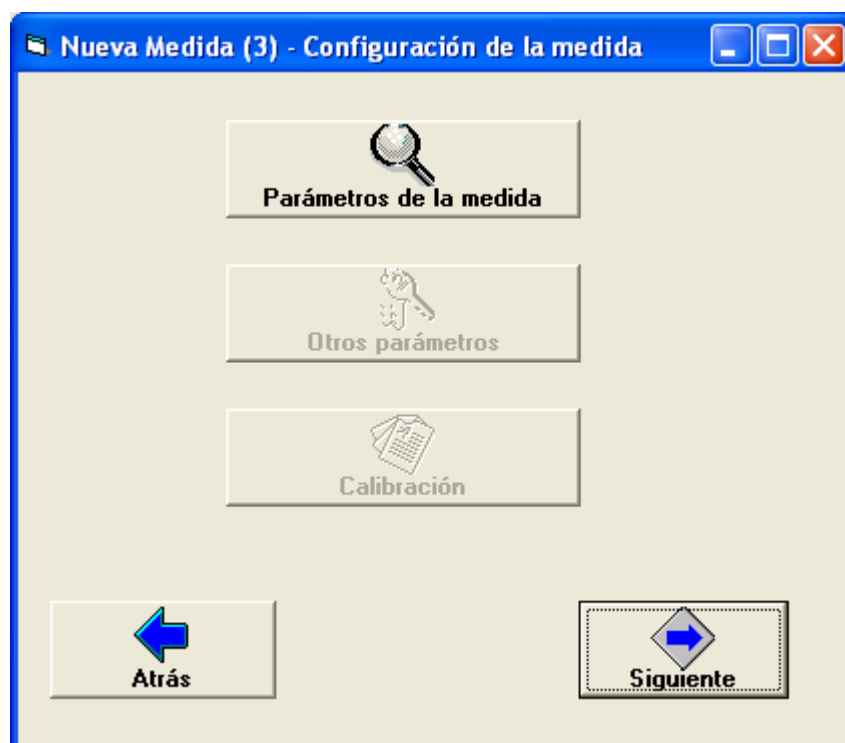 Nueva Medida (3) - Configuración de la medida
Parámetros de la medida
Otros parámetros
Calibración
Atrás
Siguiente